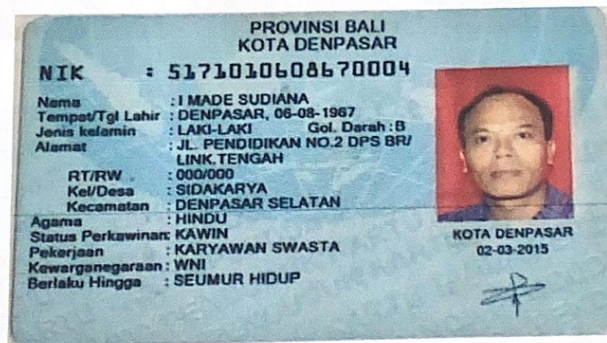 PROVINSI BALI
KOTA DENPASAR
NIK : 5171010608670004
Nama : I MADE SUDIANA
Tempat/Tgl Lahir : DENPASAR, 06-08-1967
Jenis kelamin : LAKI-LAKI Gol. Darah : B
Alamat : JL. PENDIDIKAN NO.2 DPS BR/
LINK.TENGAH
RT/RW : 000/000
Kel/Desa : SIDAKARYA
Kecamatan : DENPASAR SELATAN
Agama : HINDU
Status Perkawinan: KAWIN
Pekerjaan : KARYAWAN SWASTA
Kewarganegaraan : WNI
Berlaku Hingga : SEUMUR HIDUP
KOTA DENPASAR
02-03-2015